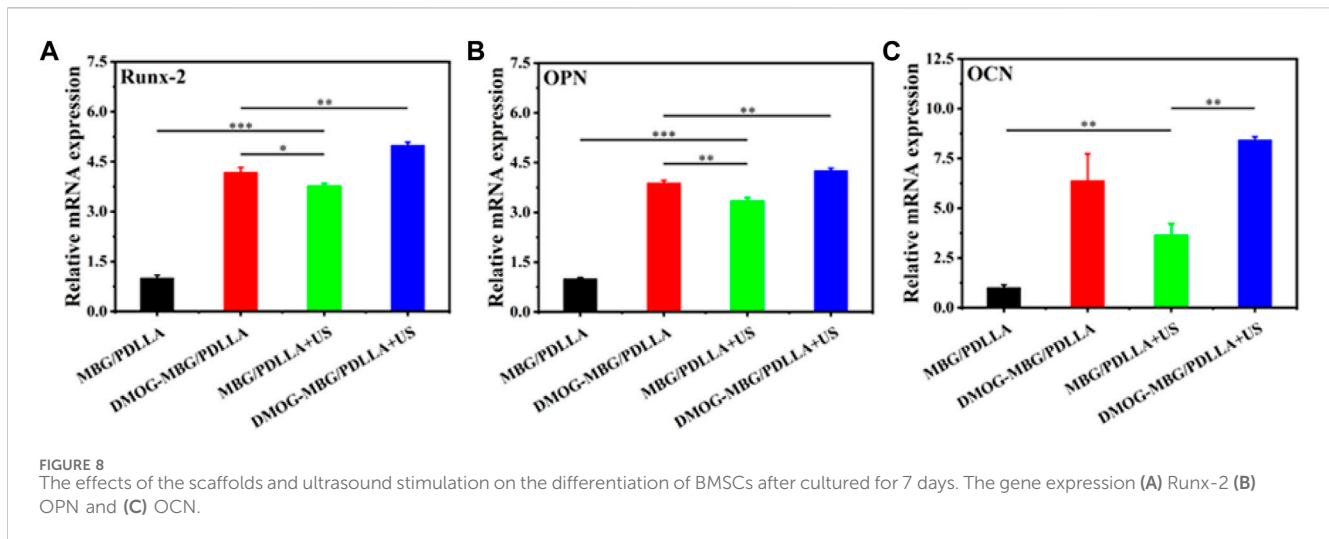 A
Runx-2
Relative mRNA expression
7.5
6.0
4.5
3.0
1.5
0.0
**
***
*
MBG/PDLLA
DMOG-MBG/PDLLA
MBG/PDLLA+US
DMOG-MBG/PDLLA+US
B
OPN
Relative mRNA expression
7.5
6.0
4.5
3.0
1.5
0.0
**
***
**
MBG/PDLLA
DMOG-MBG/PDLLA
MBG/PDLLA+US
DMOG-MBG/PDLLA+US
C
OCN
Relative mRNA expression
12.5
10.0
7.5
5.0
2.5
0.0
**
**
MBG/PDLLA
DMOG-MBG/PDLLA
MBG/PDLLA+US
DMOG-MBG/PDLLA+US
FIGURE 8
The effects of the scaffolds and ultrasound stimulation on the differentiation of BMSCs after cultured for 7 days. The gene expression (A) Runx-2 (B)
OPN and (C) OCN.